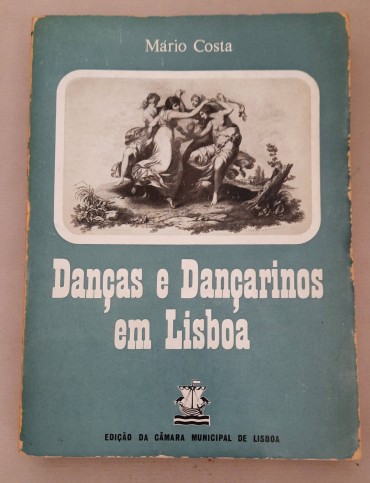 Mário Costa
Danças e Dançarinos
em Lisboa
EDIÇÃO DA CÂMARA MUNICIPAL DE LISBOA